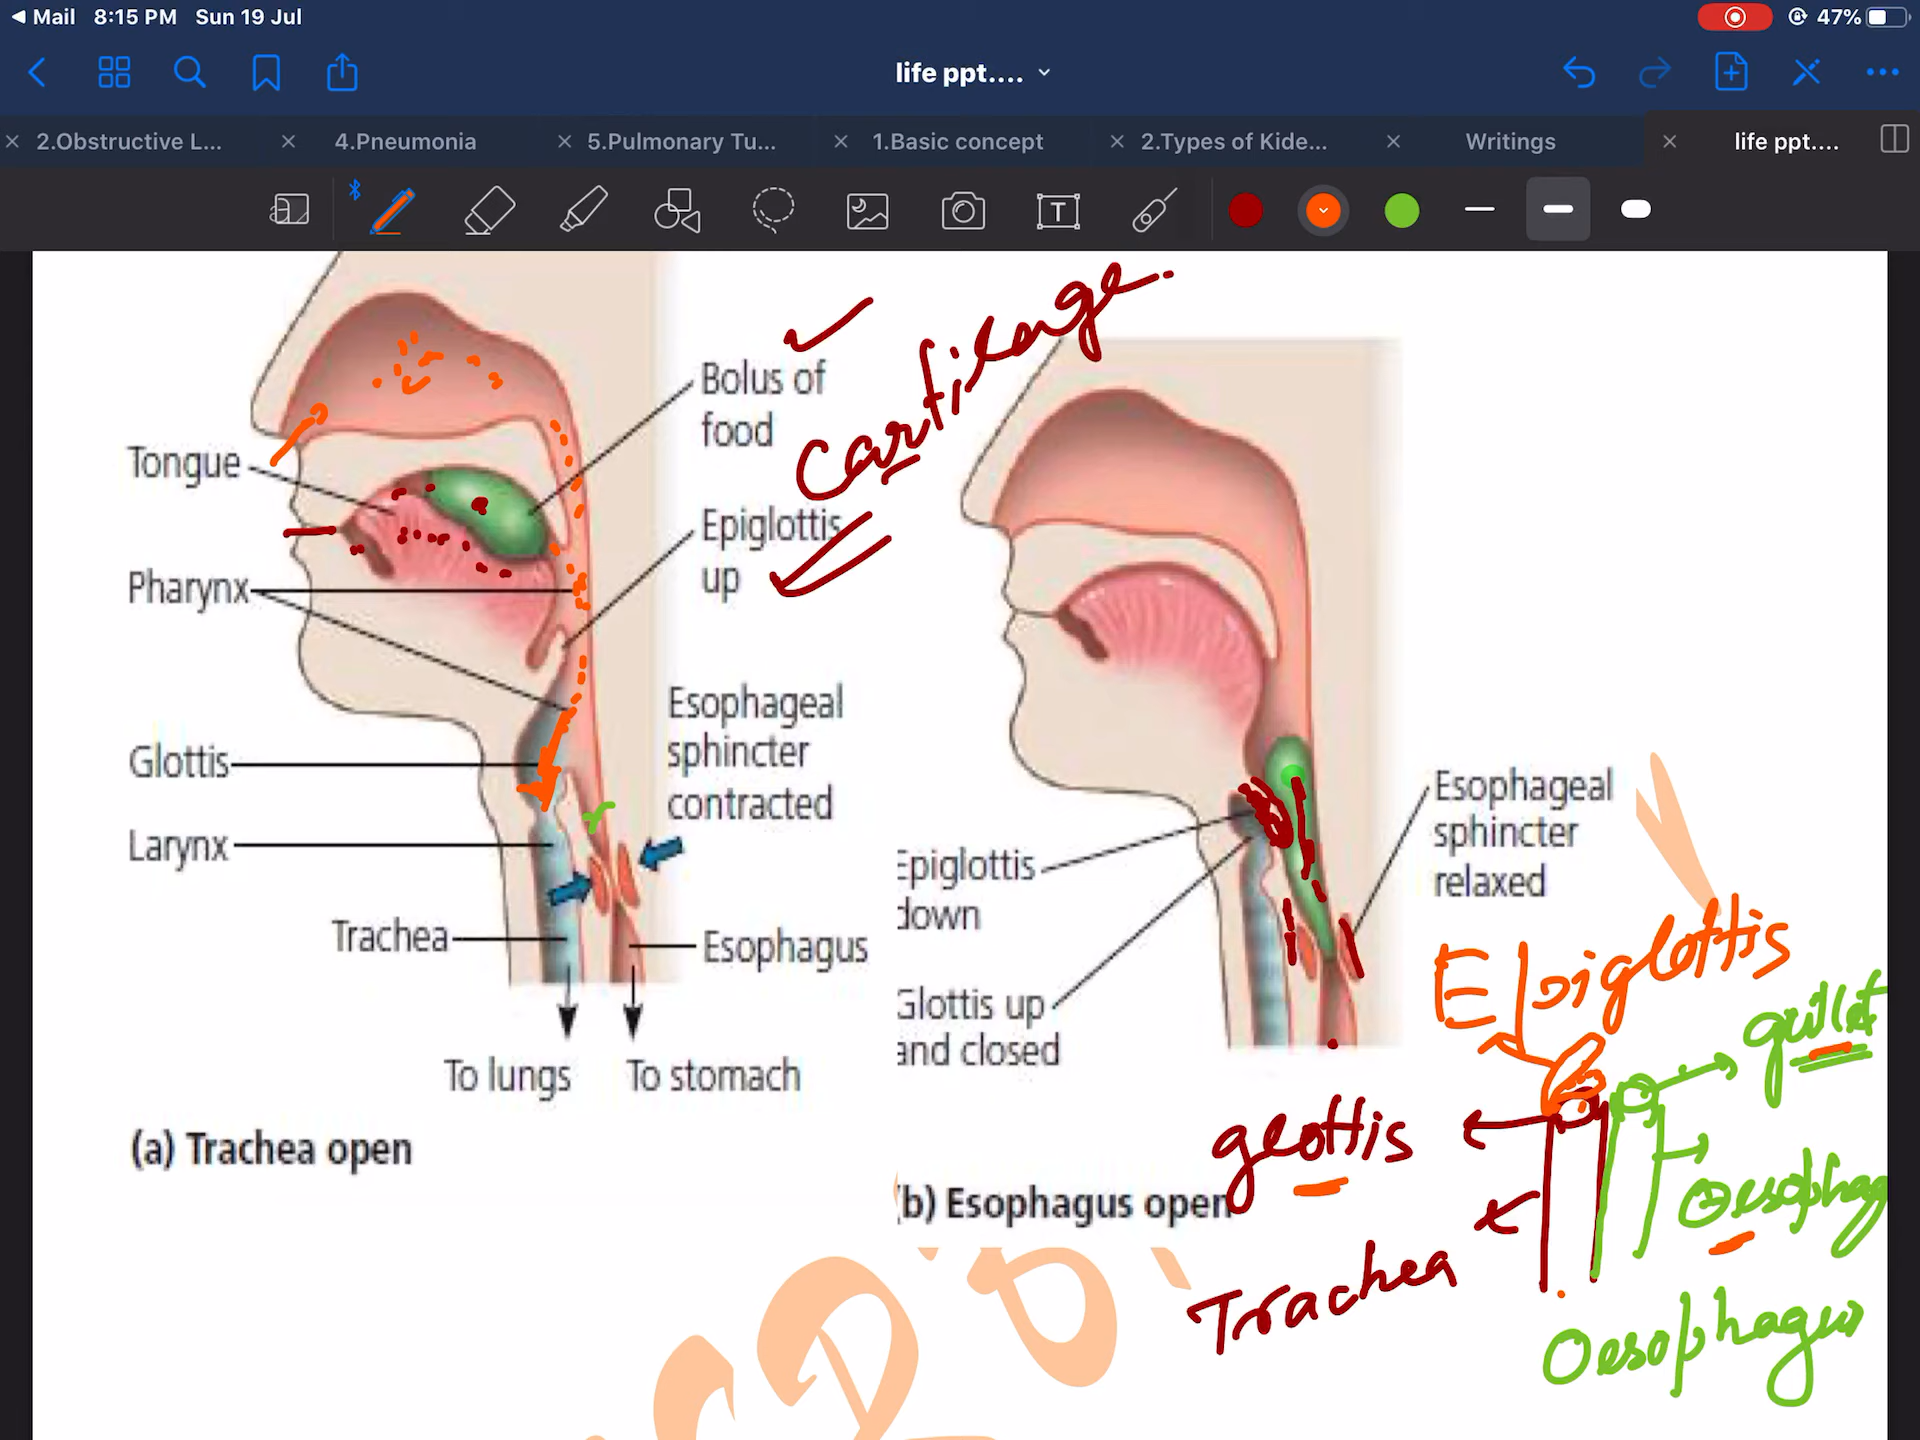 Mail 8:15 PM Sun 19 Jul 47%
life ppt....
2.Obstructive L... 4.Pneumonia 5.Pulmonary Tu... 1.Basic concept 2.Types of Kide... Writings life ppt....
T
Cartilage.
Bolus of
food
Tongue
Epiglottis
up
Pharynx
Esophageal
sphincter
contracted
Glottis
Larynx
Trachea
Esophagus
To lungs
To stomach
(a) Trachea open
Esophageal
sphincter
relaxed
Epiglottis
down
Glottis up
and closed
(b) Esophagus open
Epiglottis
gullet
glottis
Oesophag
Trachea
Oesophagus